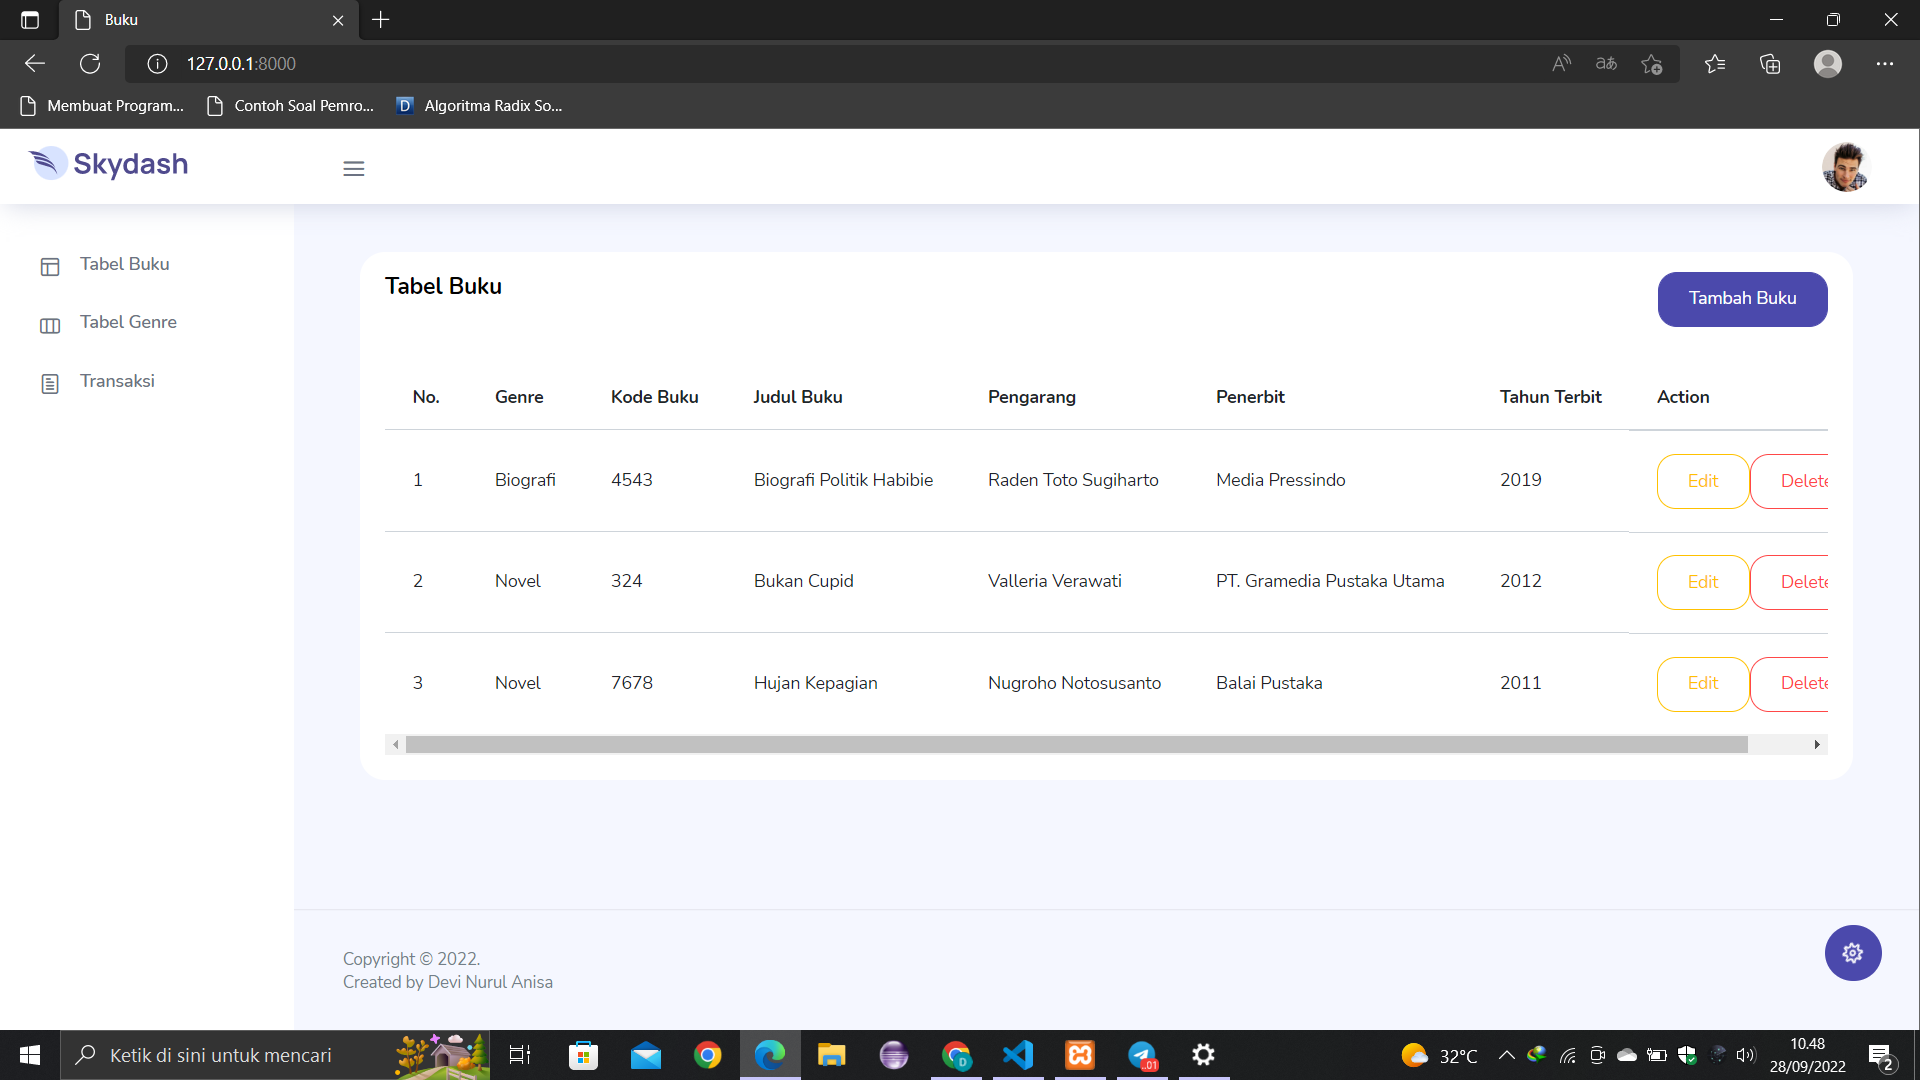 Buku
127.0.0.1:8000
Membuat Program...
Contoh Soal Pemro...
D Algoritma Radix So...
Skydash
Tabel Buku
Tabel Genre
Transaksi
Tabel Buku
Tambah Buku
No. Genre Kode Buku Judul Buku Pengarang Penerbit Tahun Terbit Action
1 Biografi 4543 Biografi Politik Habibie Raden Toto Sugiharto Media Pressindo 2019 Edit Delete
2 Novel 324 Bukan Cupid Valleria Verawati PT. Gramedia Pustaka Utama 2012 Edit Delete
3 Novel 7678 Hujan Kepagian Nugroho Notosusanto Balai Pustaka 2011 Edit Delete
Copyright © 2022.
Created by Devi Nurul Anisa
Ketik di sini untuk mencari
32°C
10.48
28/09/2022
2